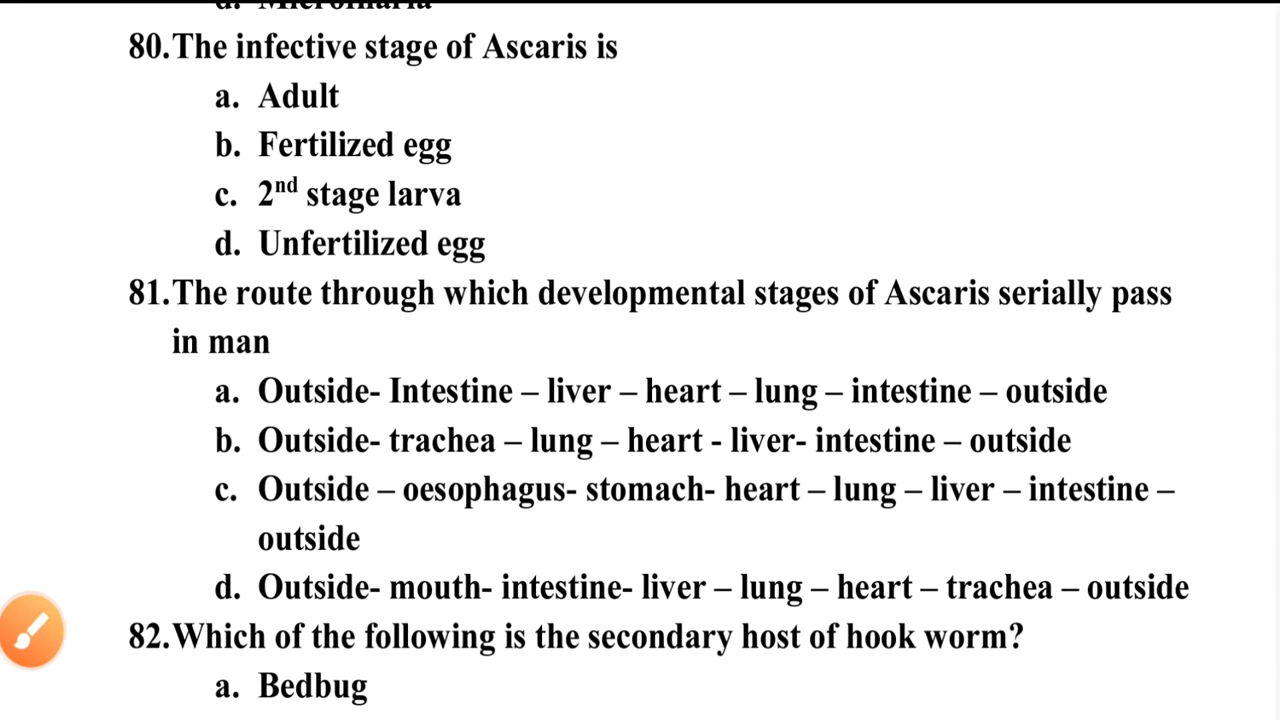 d. Microfilaria
80.The infective stage of Ascaris is
a. Adult
b. Fertilized egg
c. 2nd stage larva
d. Unfertilized egg
81.The route through which developmental stages of Ascaris serially pass
in man
a. Outside- Intestine – liver – heart – lung – intestine – outside
b. Outside- trachea – lung – heart - liver- intestine – outside
c. Outside – oesophagus- stomach- heart – lung – liver – intestine –
outside
d. Outside- mouth- intestine- liver – lung – heart – trachea – outside
82.Which of the following is the secondary host of hook worm?
a. Bedbug